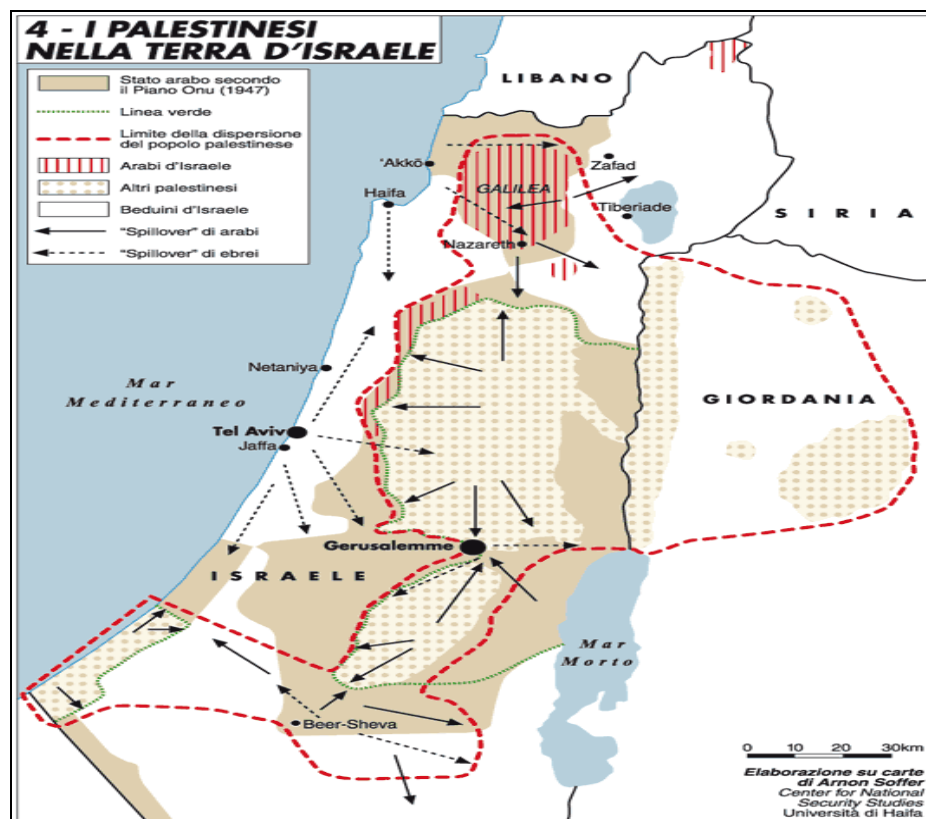 4 - I PALESTINESI
NELLA TERRA D'ISRAELE
Stato arabo secondo
il Piano Onu (1947)
Linea verde
Limite della dispersione
del popolo palestinese
Arabi d'Israele
Altri palestinesi
Beduini d'Israele
"Spillover" di arabi
"Spillover" di ebrei
LIBANO
'Akkō
Zafad
GALILEA
Haifa
Tiberiade
SIRIA
Nazareth
Netaniya
Mar
Mediterraneo
GIORDANIA
Tel Aviv
Jaffa
Gerusalemme
ISRAELE
Mar
Morto
Beer-Sheva
0 10 20 30km
Elaborazione su carte
di Arnon Soffer
Center for National
Security Studies
Università di Haifa